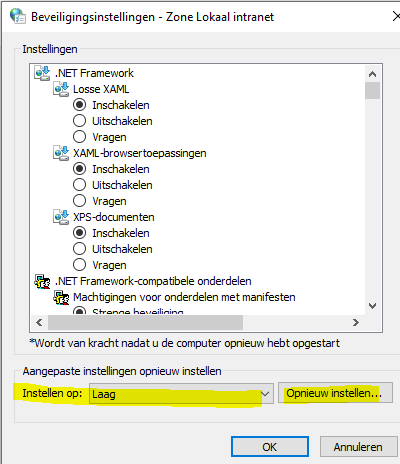 Beveiligingsinstellingen - Zone Lokaal intranet
Instellingen
.NET Framework
Losse XAML
Inschakelen
Uitschakelen
Vragen
XAML-browsertoepassingen
Inschakelen
Uitschakelen
Vragen
XPS-documenten
Inschakelen
Uitschakelen
Vragen
.NET Framework-compatibele onderdelen
Machtigingen voor onderdelen met manifesten
Strenge beveiliging
*Wordt van kracht nadat u de computer opnieuw hebt opgestart
Aangepaste instellingen opnieuw instellen
Instellen op: Laag Opnieuw instellen...
OK Annuleren